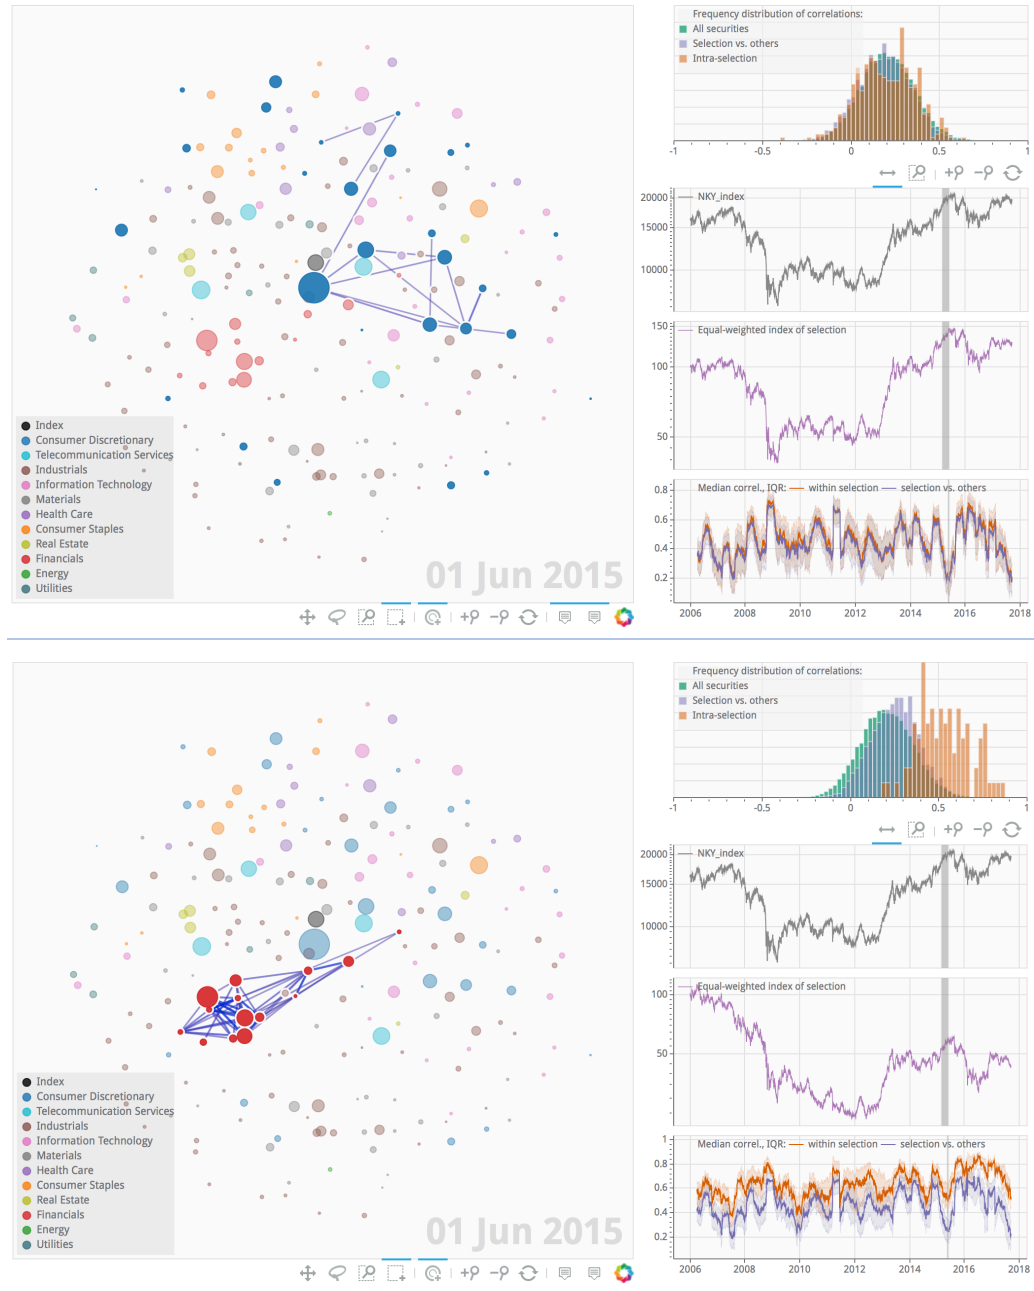 Frequency distribution of correlations:
All securities
Selection vs. others
Intra-selection
-1 -0.5 0 0.5 1
NKY_index
20000
15000
10000
Equal-weighted index of selection
150
100
50
Median correl., IQR: within selection selection vs. others
0.8
0.6
0.4
0.2
2006 2008 2010 2012 2014 2016 2018
Index
Consumer Discretionary
Telecommunication Services
Industrials
Information Technology
Materials
Health Care
Consumer Staples
Real Estate
Financials
Energy
Utilities
01 Jun 2015
Frequency distribution of correlations:
All securities
Selection vs. others
Intra-selection
-1 -0.5 0 0.5 1
NKY_index
20000
15000
10000
Equal-weighted index of selection
100
50
Median correl., IQR: within selection selection vs. others
1
0.8
0.6
0.4
0.2
2006 2008 2010 2012 2014 2016 2018
Index
Consumer Discretionary
Telecommunication Services
Industrials
Information Technology
Materials
Health Care
Consumer Staples
Real Estate
Financials
Energy
Utilities
01 Jun 2015